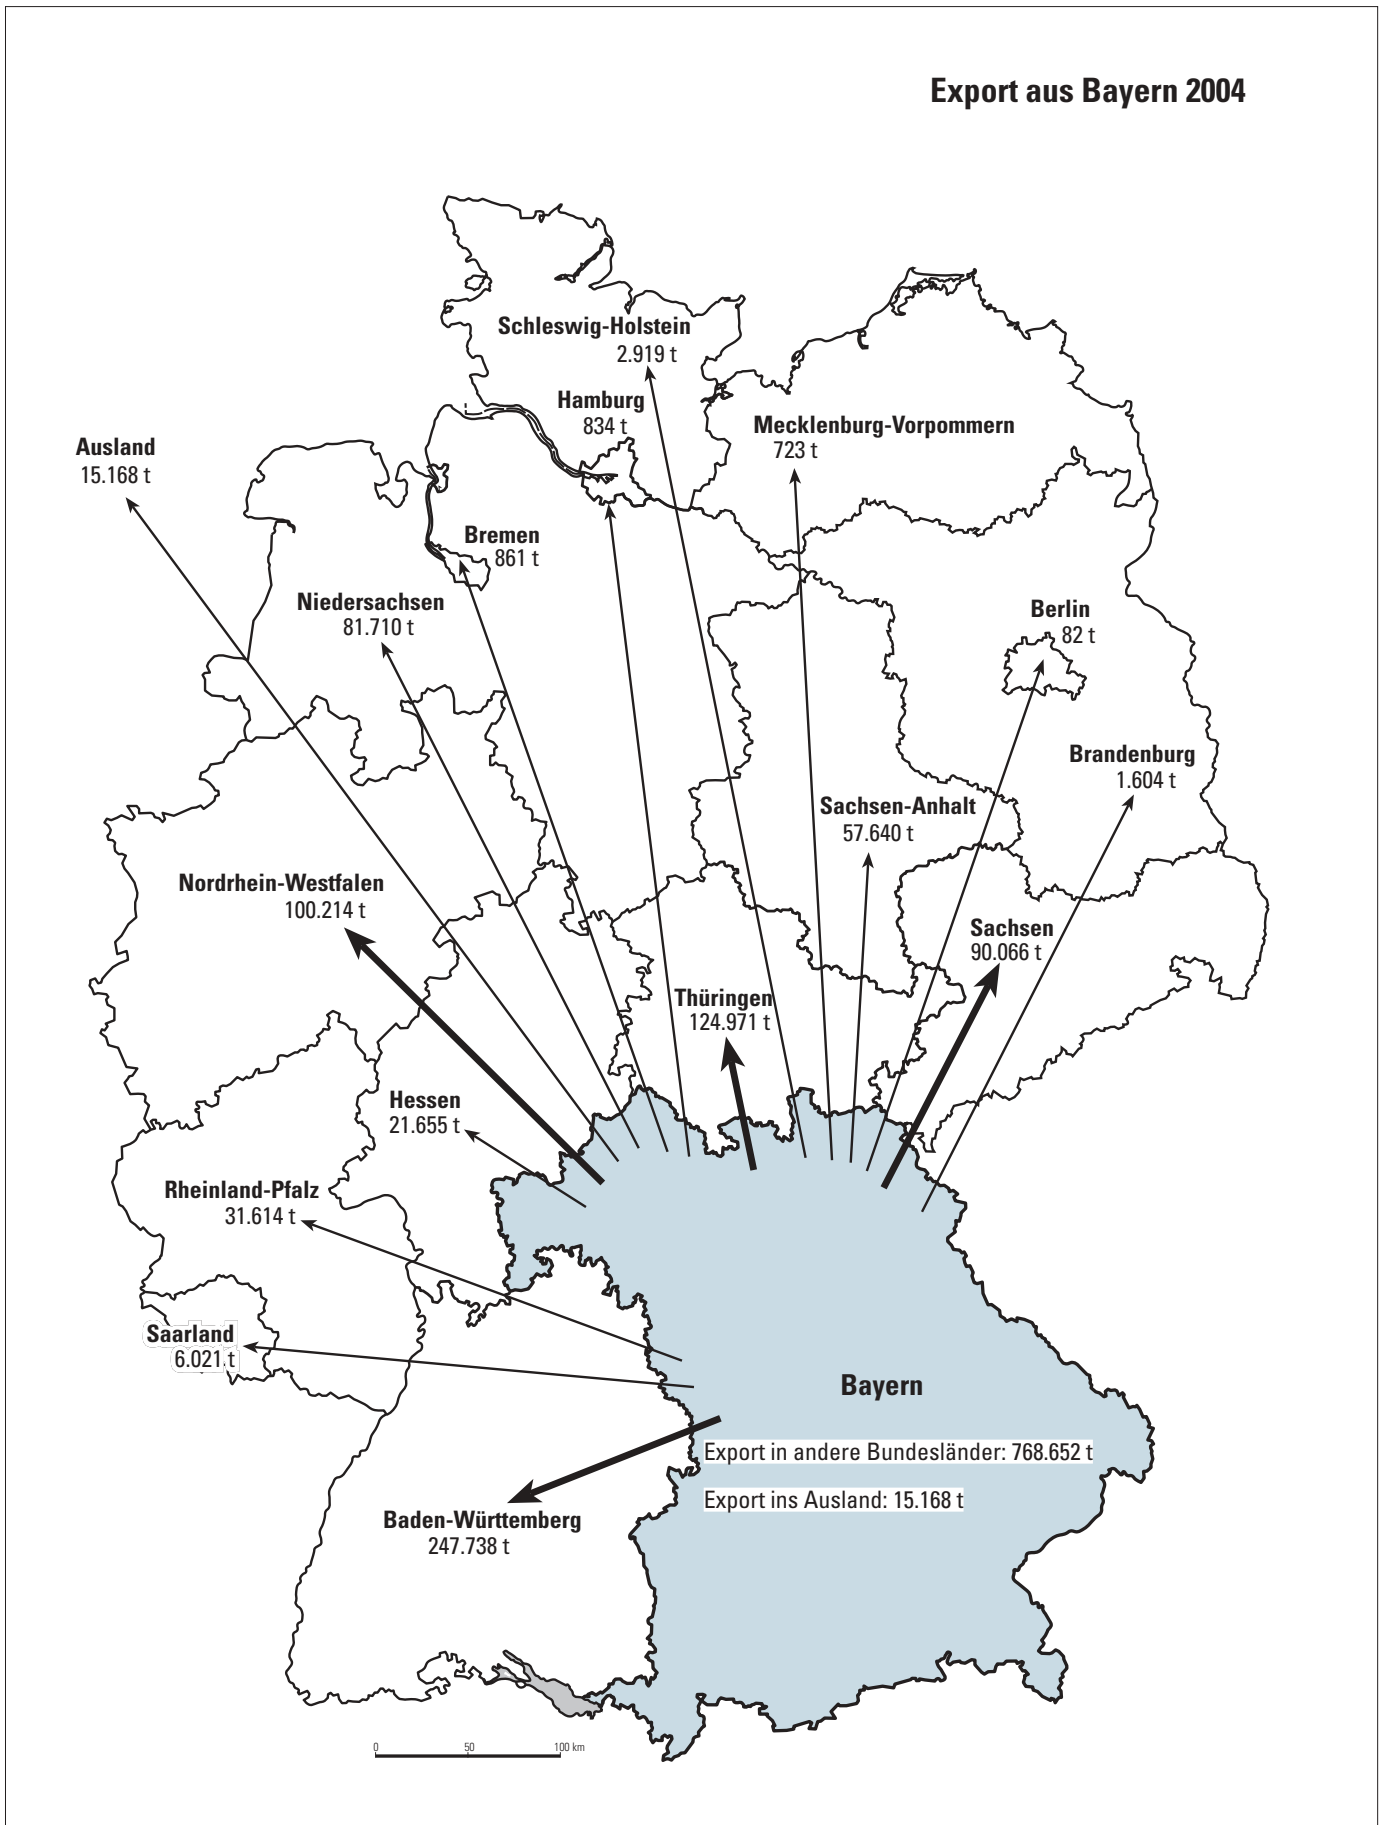 Export aus Bayern 2004
Schleswig-Holstein
2.919 t
Hamburg
834 t
Mecklenburg-Vorpommern
723 t
Ausland
15.168 t
Bremen
861 t
Niedersachsen
81.710 t
Berlin
82 t
Brandenburg
1.604 t
Sachsen-Anhalt
57.640 t
Nordrhein-Westfalen
100.214 t
Sachsen
90.066 t
Thüringen
124.971 t
Hessen
21.655 t
Rheinland-Pfalz
31.614 t
Saarland
6.021 t
Bayern
Export in andere Bundesländer: 768.652 t
Export ins Ausland: 15.168 t
Baden-Württemberg
247.738 t
0 50 100 km